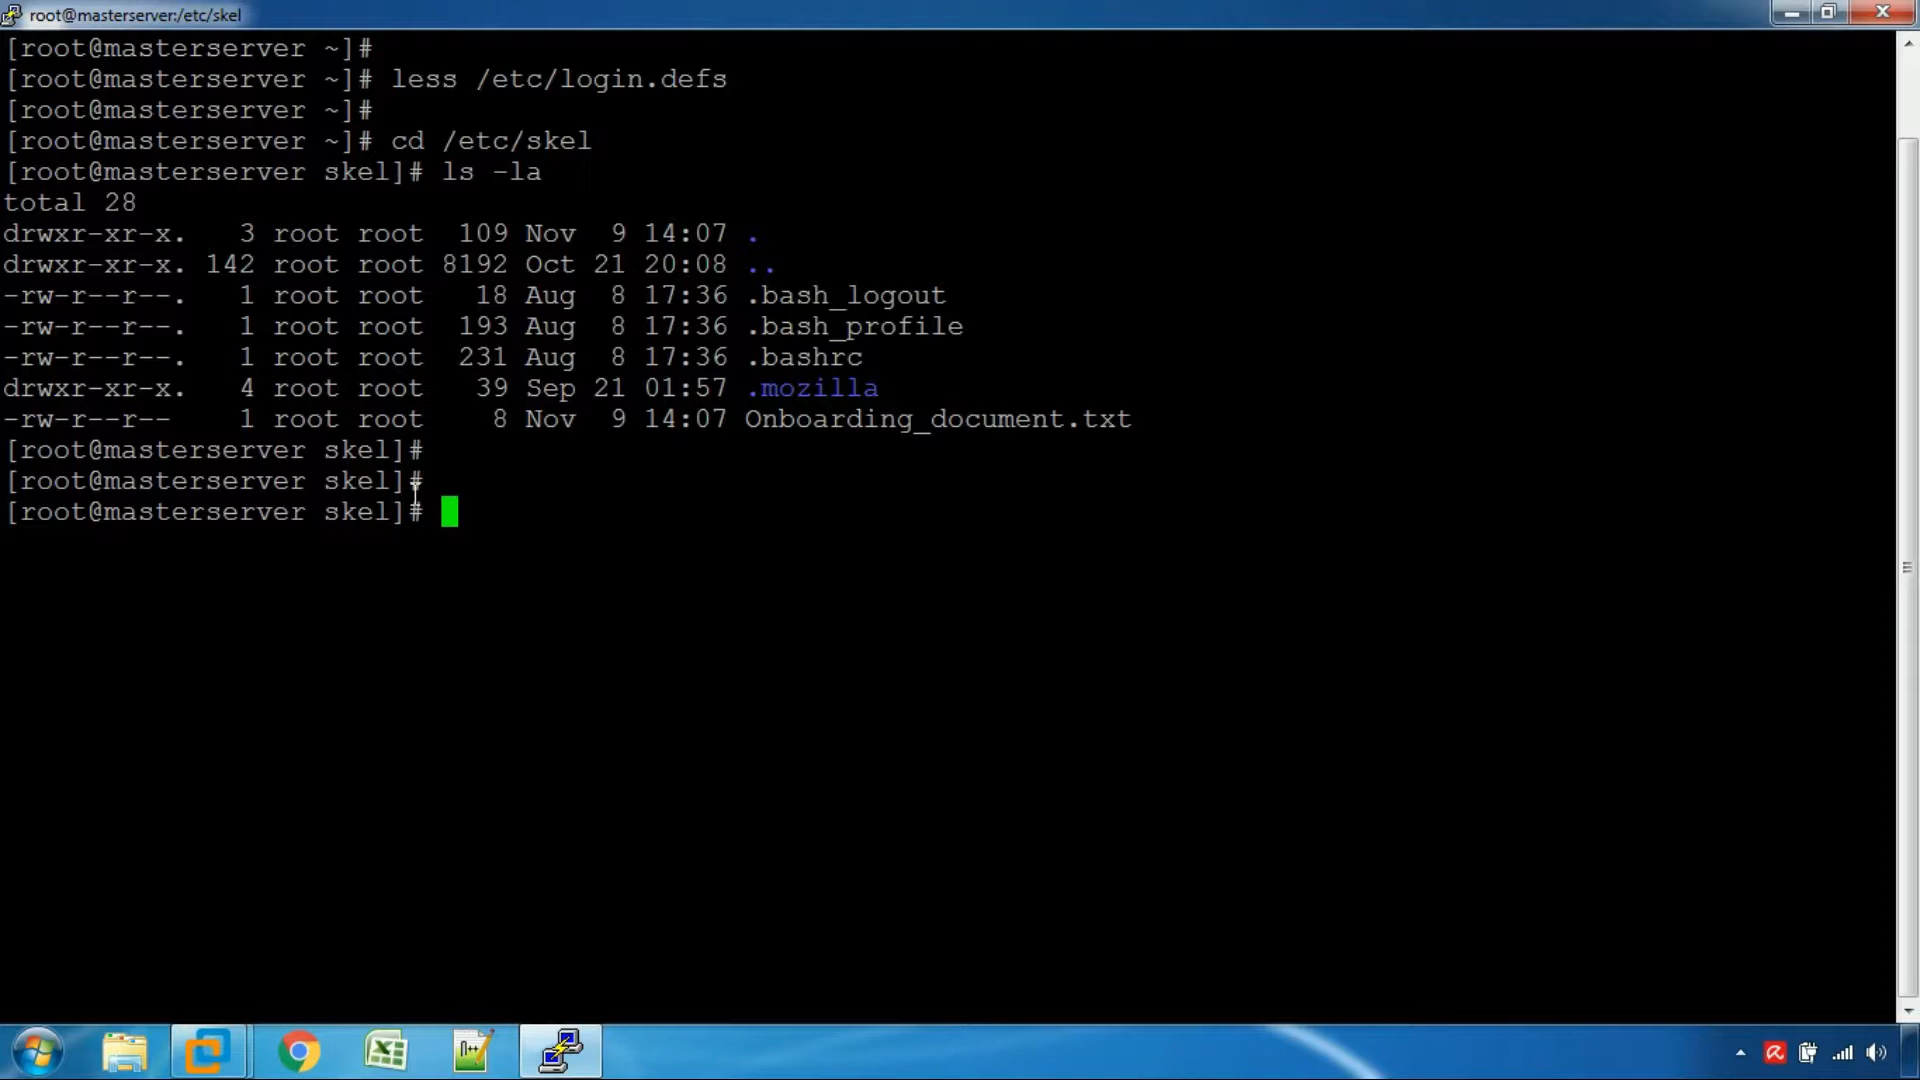 root@masterserver:/etc/skel
[root@masterserver ~]#
[root@masterserver ~]# less /etc/login.defs
[root@masterserver ~]#
[root@masterserver ~]# cd /etc/skel
[root@masterserver skel]# ls -la
total 28
drwxr-xr-x.   3 root root  109 Nov  9 14:07 .
drwxr-xr-x. 142 root root 8192 Oct 21 20:08 ..
-rw-r--r--.   1 root root   18 Aug  8 17:36 .bash_logout
-rw-r--r--.   1 root root  193 Aug  8 17:36 .bash_profile
-rw-r--r--.   1 root root  231 Aug  8 17:36 .bashrc
drwxr-xr-x.   4 root root   39 Sep 21 01:57 .mozilla
-rw-r--r--    1 root root    8 Nov  9 14:07 Onboarding_document.txt
[root@masterserver skel]#
[root@masterserver skel]#
[root@masterserver skel]#